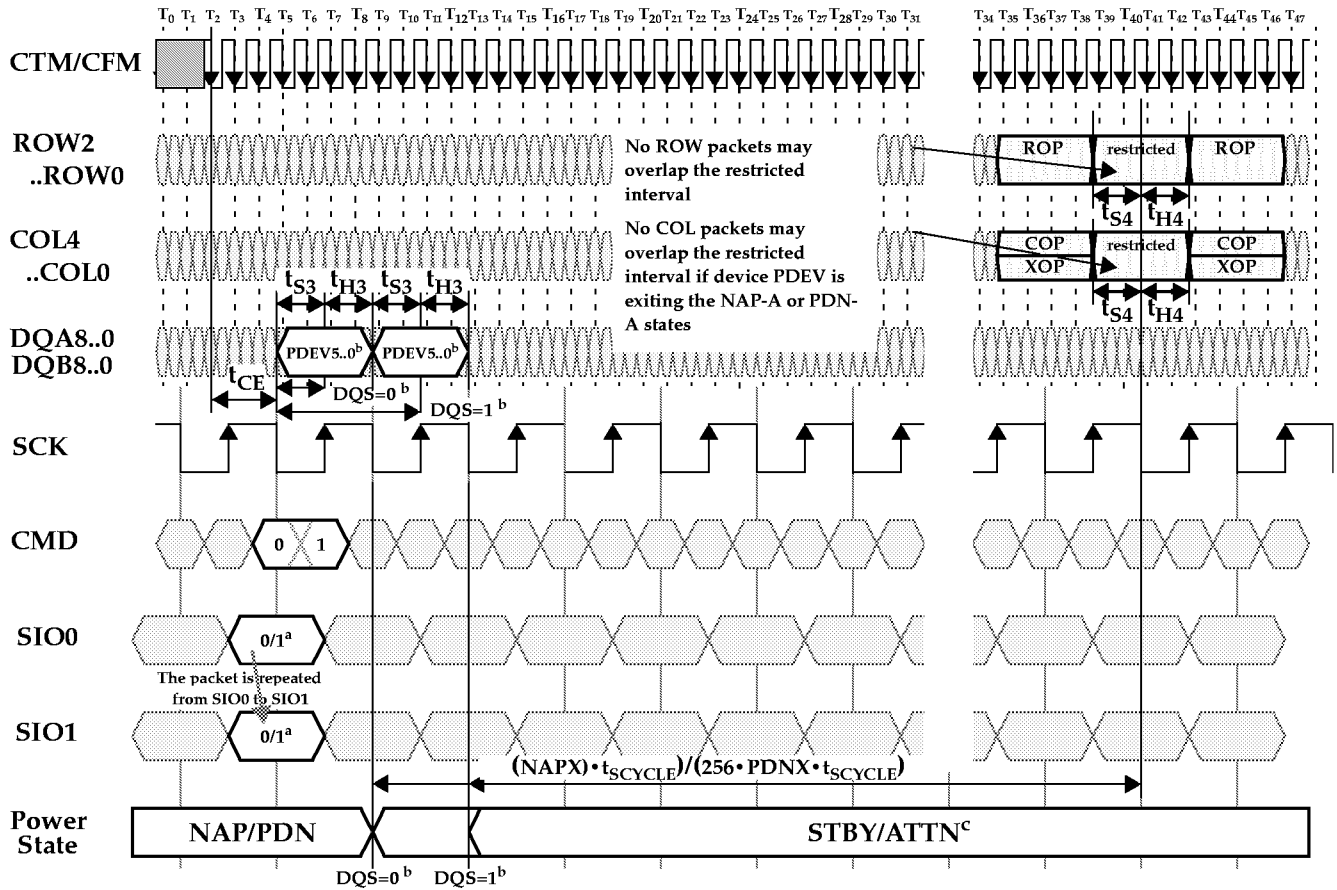 T0 T1 T2 T3 T4 T5 T6 T7 T8 T9 T10 T11 T12 T13 T14 T15 T16 T17 T18 T19 T20 T21 T22 T23 T24 T25 T26 T27 T28 T29 T30 T31 T34 T35 T36 T37 T38 T39 T40 T41 T42 T43 T44 T45 T46 T47
CTM/CFM
ROW2
..ROW0
No ROW packets may
overlap the restricted
interval
ROP restricted ROP
tS4 tH4
COL4
..COL0
No COL packets may
overlap the restricted
interval if device PDEV is
exiting the NAP-A or PDN-
A states
COP restricted COP
XOP XOP
tS4 tH4
tS3 tH3 tS3 tH3
DQA8..0
DQB8..0
PDEV5..0b PDEV5..0b
tCE
DQS=0 b
DQS=1 b
SCK
CMD
0 1
SIO0
0/1a
The packet is repeated
from SIO0 to SIO1
SIO1
0/1a
(NAPX)•tSCYCLE)/(256•PDNX•tSCYCLE)
Power
State
NAP/PDN
STBY/ATTNc
DQS=0 b DQS=1b